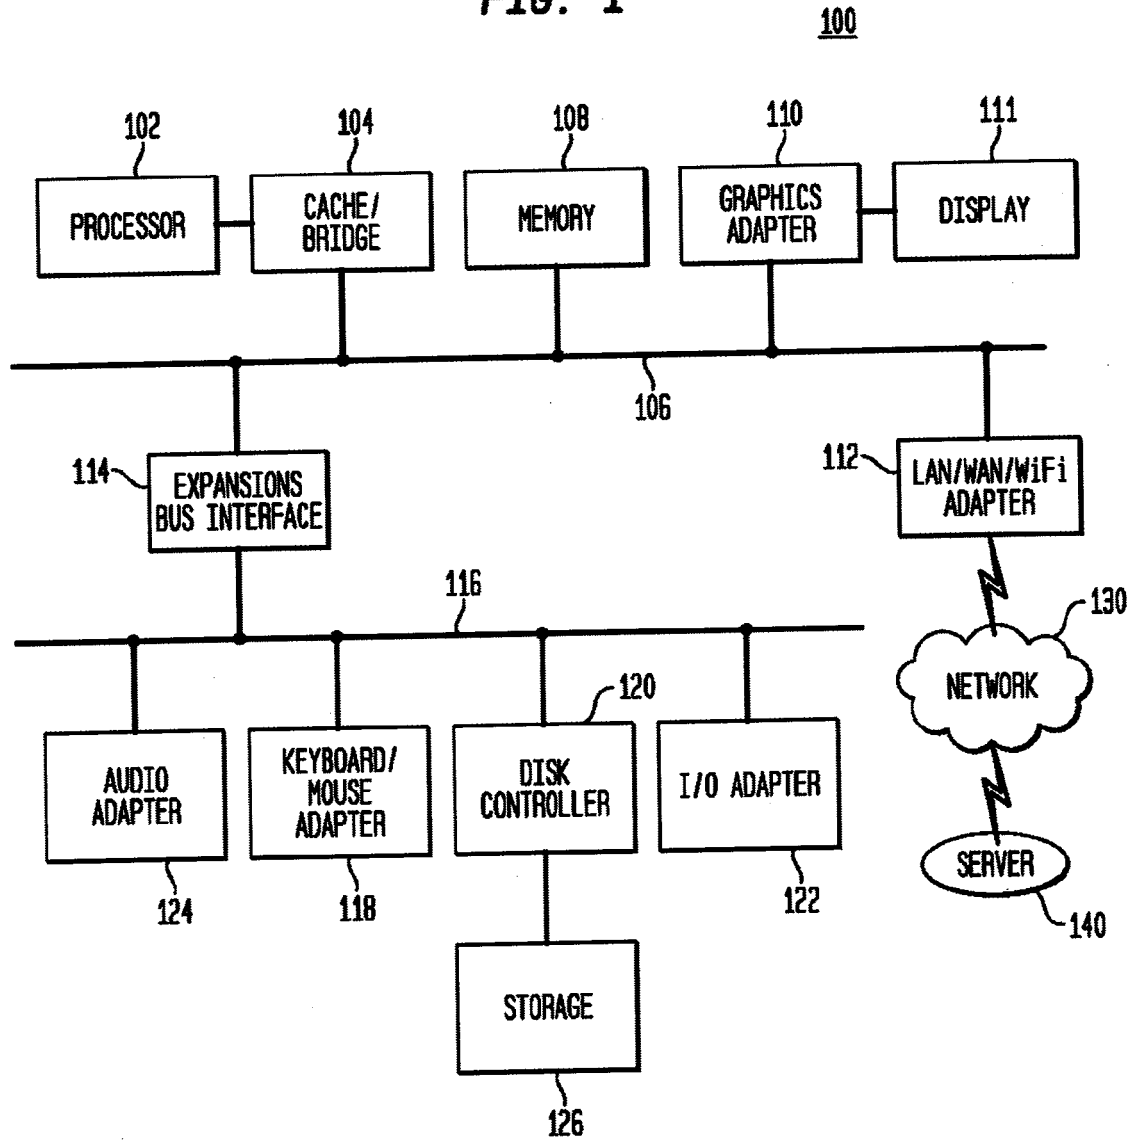 FIG. 1
100
102
104
108
110
111
PROCESSOR
CACHE/
BRIDGE
MEMORY
GRAPHICS
ADAPTER
DISPLAY
106
114
EXPANSIONS
BUS INTERFACE
112
LAN/WAN/WiFi
ADAPTER
116
130
NETWORK
120
AUDIO
ADAPTER
KEYBOARD/
MOUSE
ADAPTER
DISK
CONTROLLER
I/O ADAPTER
SERVER
124
118
122
140
STORAGE
126